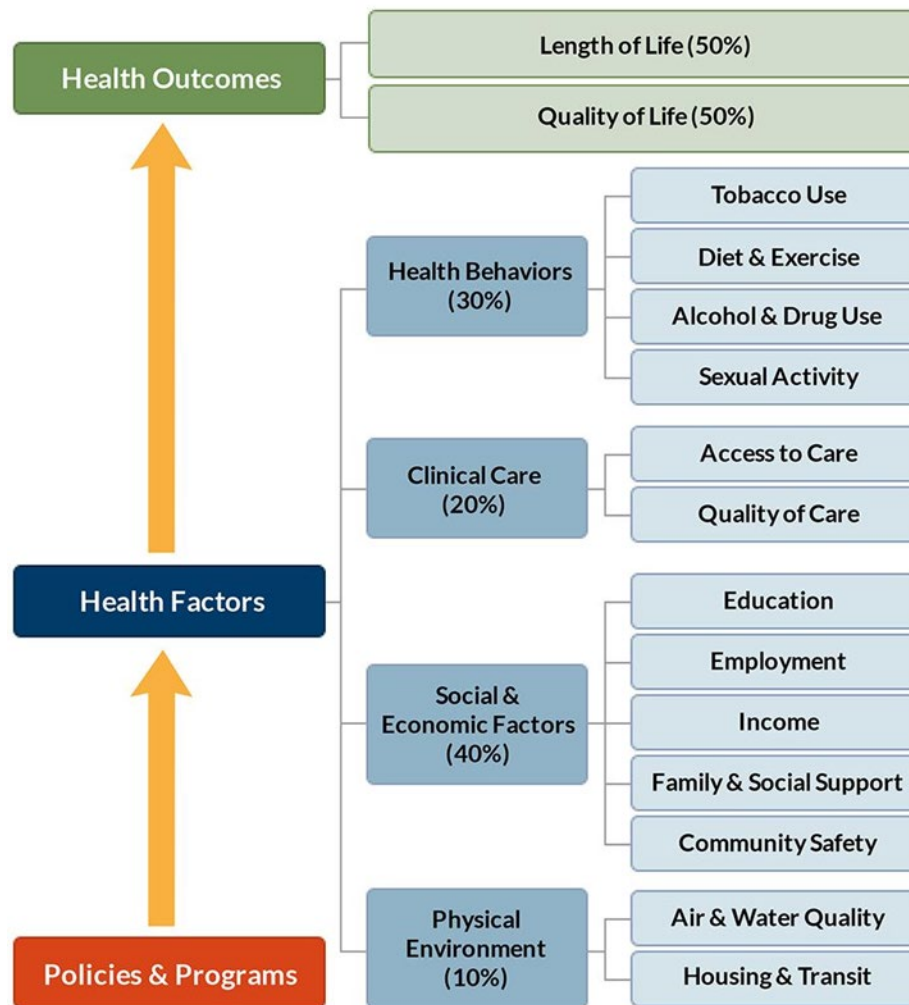 Health Outcomes
Length of Life (50%)
Quality of Life (50%)
Health Factors
Health Behaviors
(30%)
Tobacco Use
Diet & Exercise
Alcohol & Drug Use
Sexual Activity
Clinical Care
(20%)
Access to Care
Quality of Care
Social &
Economic Factors
(40%)
Education
Employment
Income
Family & Social Support
Community Safety
Physical
Environment
(10%)
Air & Water Quality
Housing & Transit
Policies & Programs